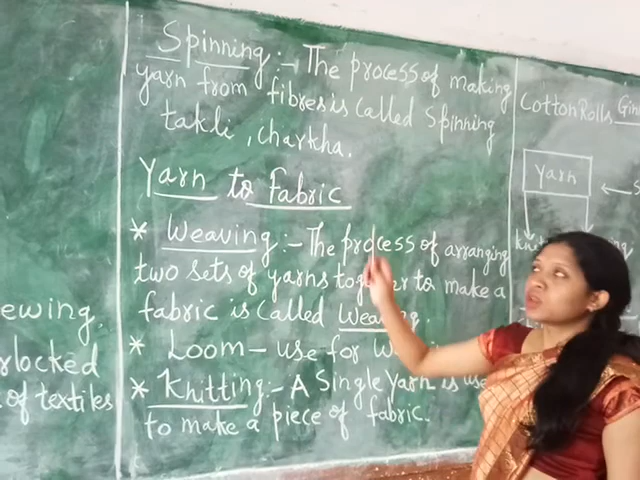 Spinning :- The process of making
yarn from fibres is called Spinning
takli, charkha.
Yarn to fabric
* Weaving :- The process of arranging
two sets of yarns together to make a
fabric is called Weaving.
* Loom - use for
* Knitting :- A Single Yarn is use
to make a piece of fabric.
ewing.
rlocked
of textiles
Cotton Rolls Gin
Yarn